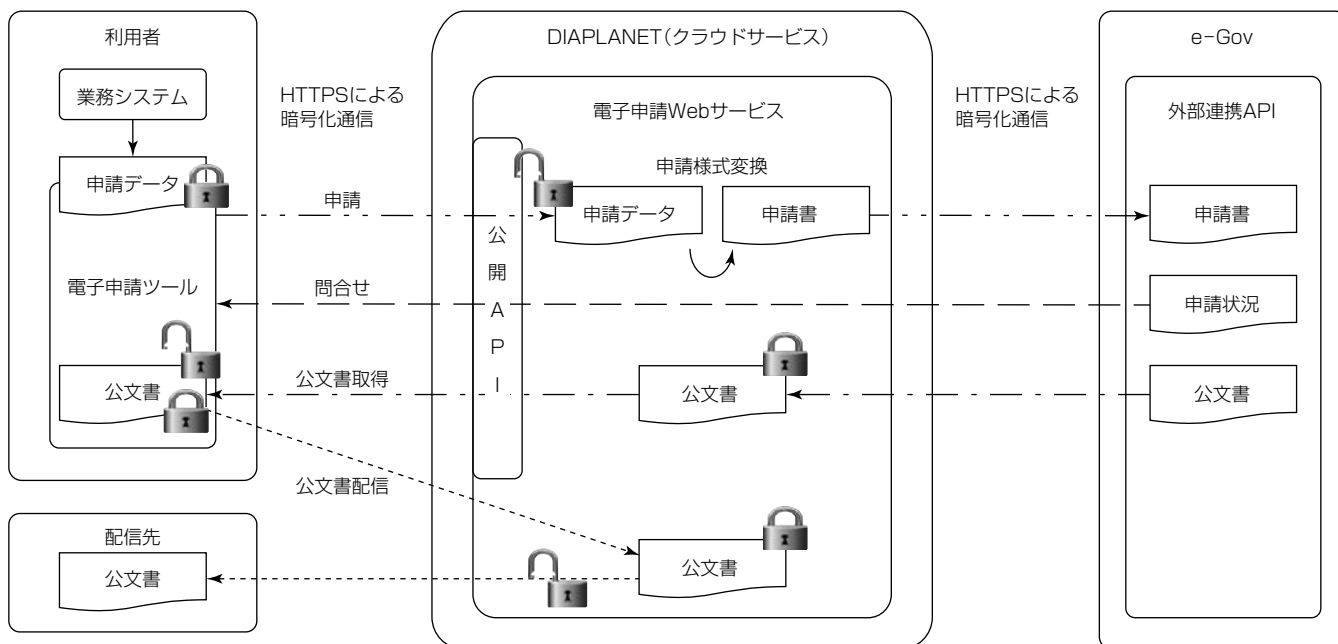 利用者
DIAPLANET（クラウドサービス）
e-Gov
業務システム
HTTPSによる
暗号化通信
電子申請Webサービス
HTTPSによる
暗号化通信
外部連携API
申請データ
申請
申請様式変換
申請データ
申請書
申請書
公開API
電子申請ツール
問合せ
申請状況
公文書
公文書取得
公文書
公文書
公文書配信
配信先
公文書
公文書